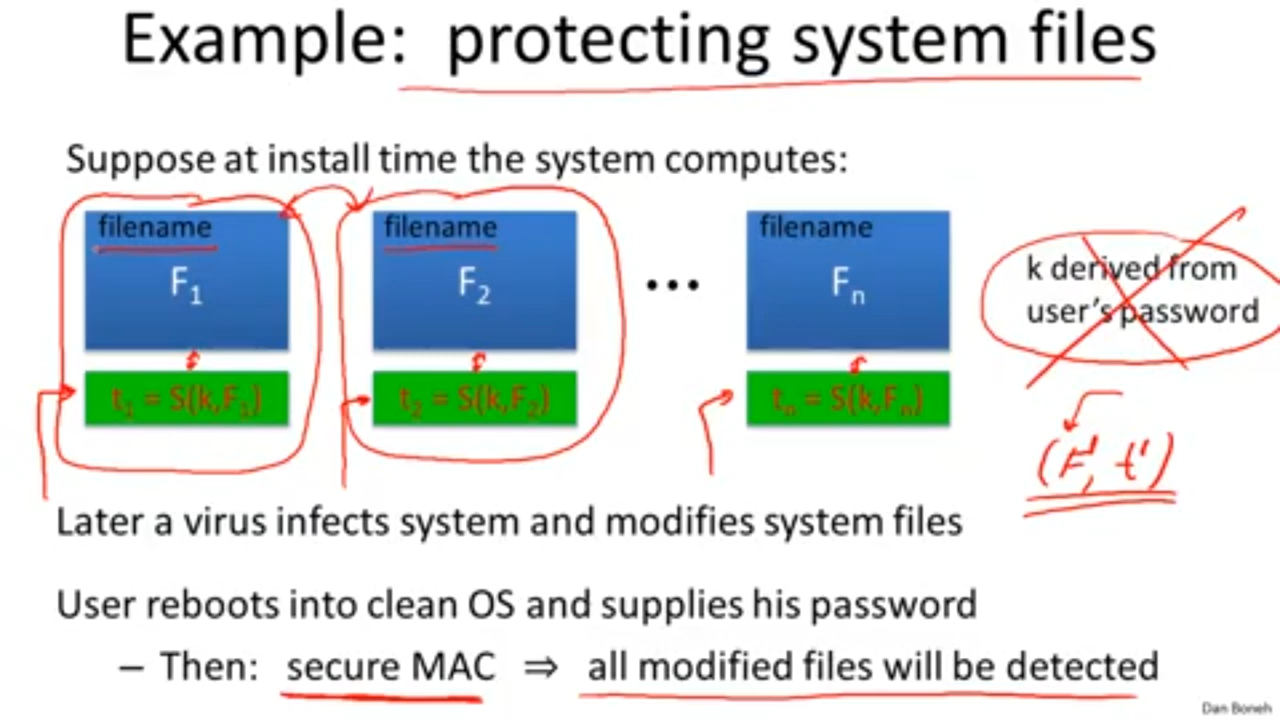 Example: protecting system files
Suppose at install time the system computes:
filename filename filename
F₁ F₂ ... Fₙ
k derived from
user's password
t₁ = S(k,F₁) t₂ = S(k,F₂) tₙ = S(k,Fₙ)
(F', t')
Later a virus infects system and modifies system files
User reboots into clean OS and supplies his password
– Then: secure MAC ⇒ all modified files will be detected
Dan Boneh